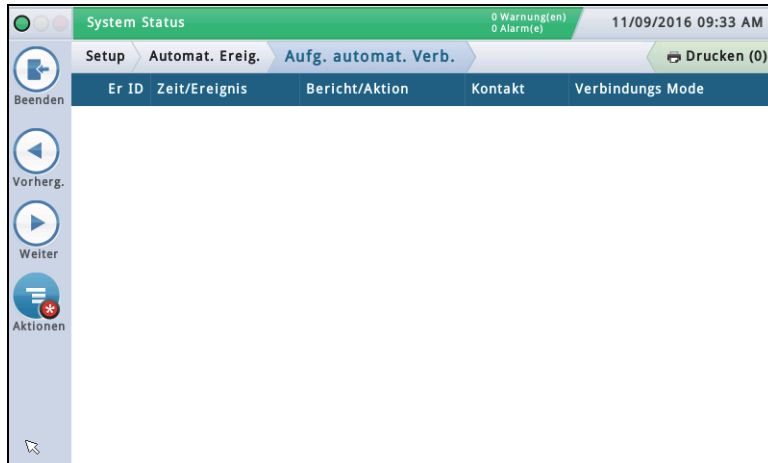 System Status
0 Warnung(en)
0 Alarm(e)
11/09/2016 09:33 AM
Setup Automat. Ereig. Aufg. automat. Verb. Drucken (0)
Er ID Zeit/Ereignis Bericht/Aktion Kontakt Verbindungs Mode
Beenden
Vorherg.
Weiter
Aktionen